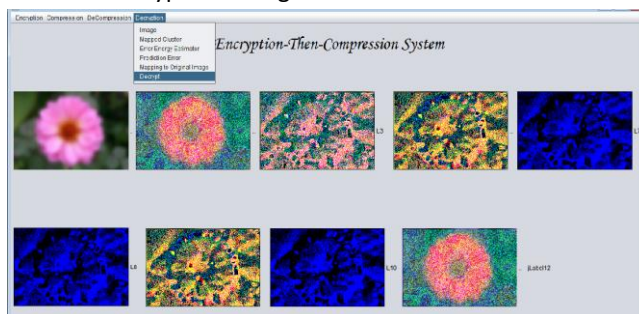 Encryption Compression DeCompression Decryption
Image
Mapped Cluster
Error Energy Estimator
Prediction Error
Mapping to Original Image
Decrypt
Encryption-Then-Compression System
L3
L8
L10
jLabel12